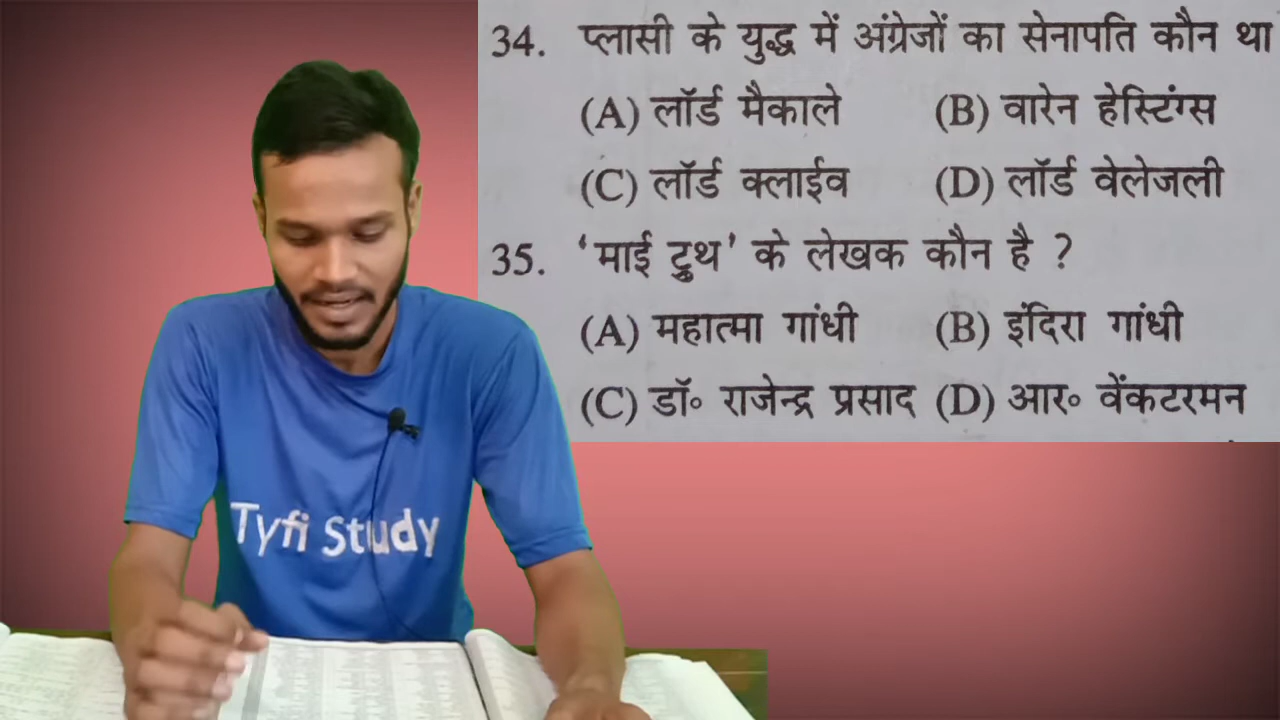 34. प्लासी के युद्ध में अंग्रेजों का सेनापति कौन था
(A) लॉर्ड मैकाले (B) वारेन हेस्टिंग्स
(C) लॉर्ड क्लाईव (D) लॉर्ड वेलेजली
35. ‘माई ट्रुथ’ के लेखक कौन है ?
(A) महात्मा गांधी (B) इंदिरा गांधी
(C) डॉ॰ राजेन्द्र प्रसाद (D) आर॰ वेंकटरमन
Tyfi Study